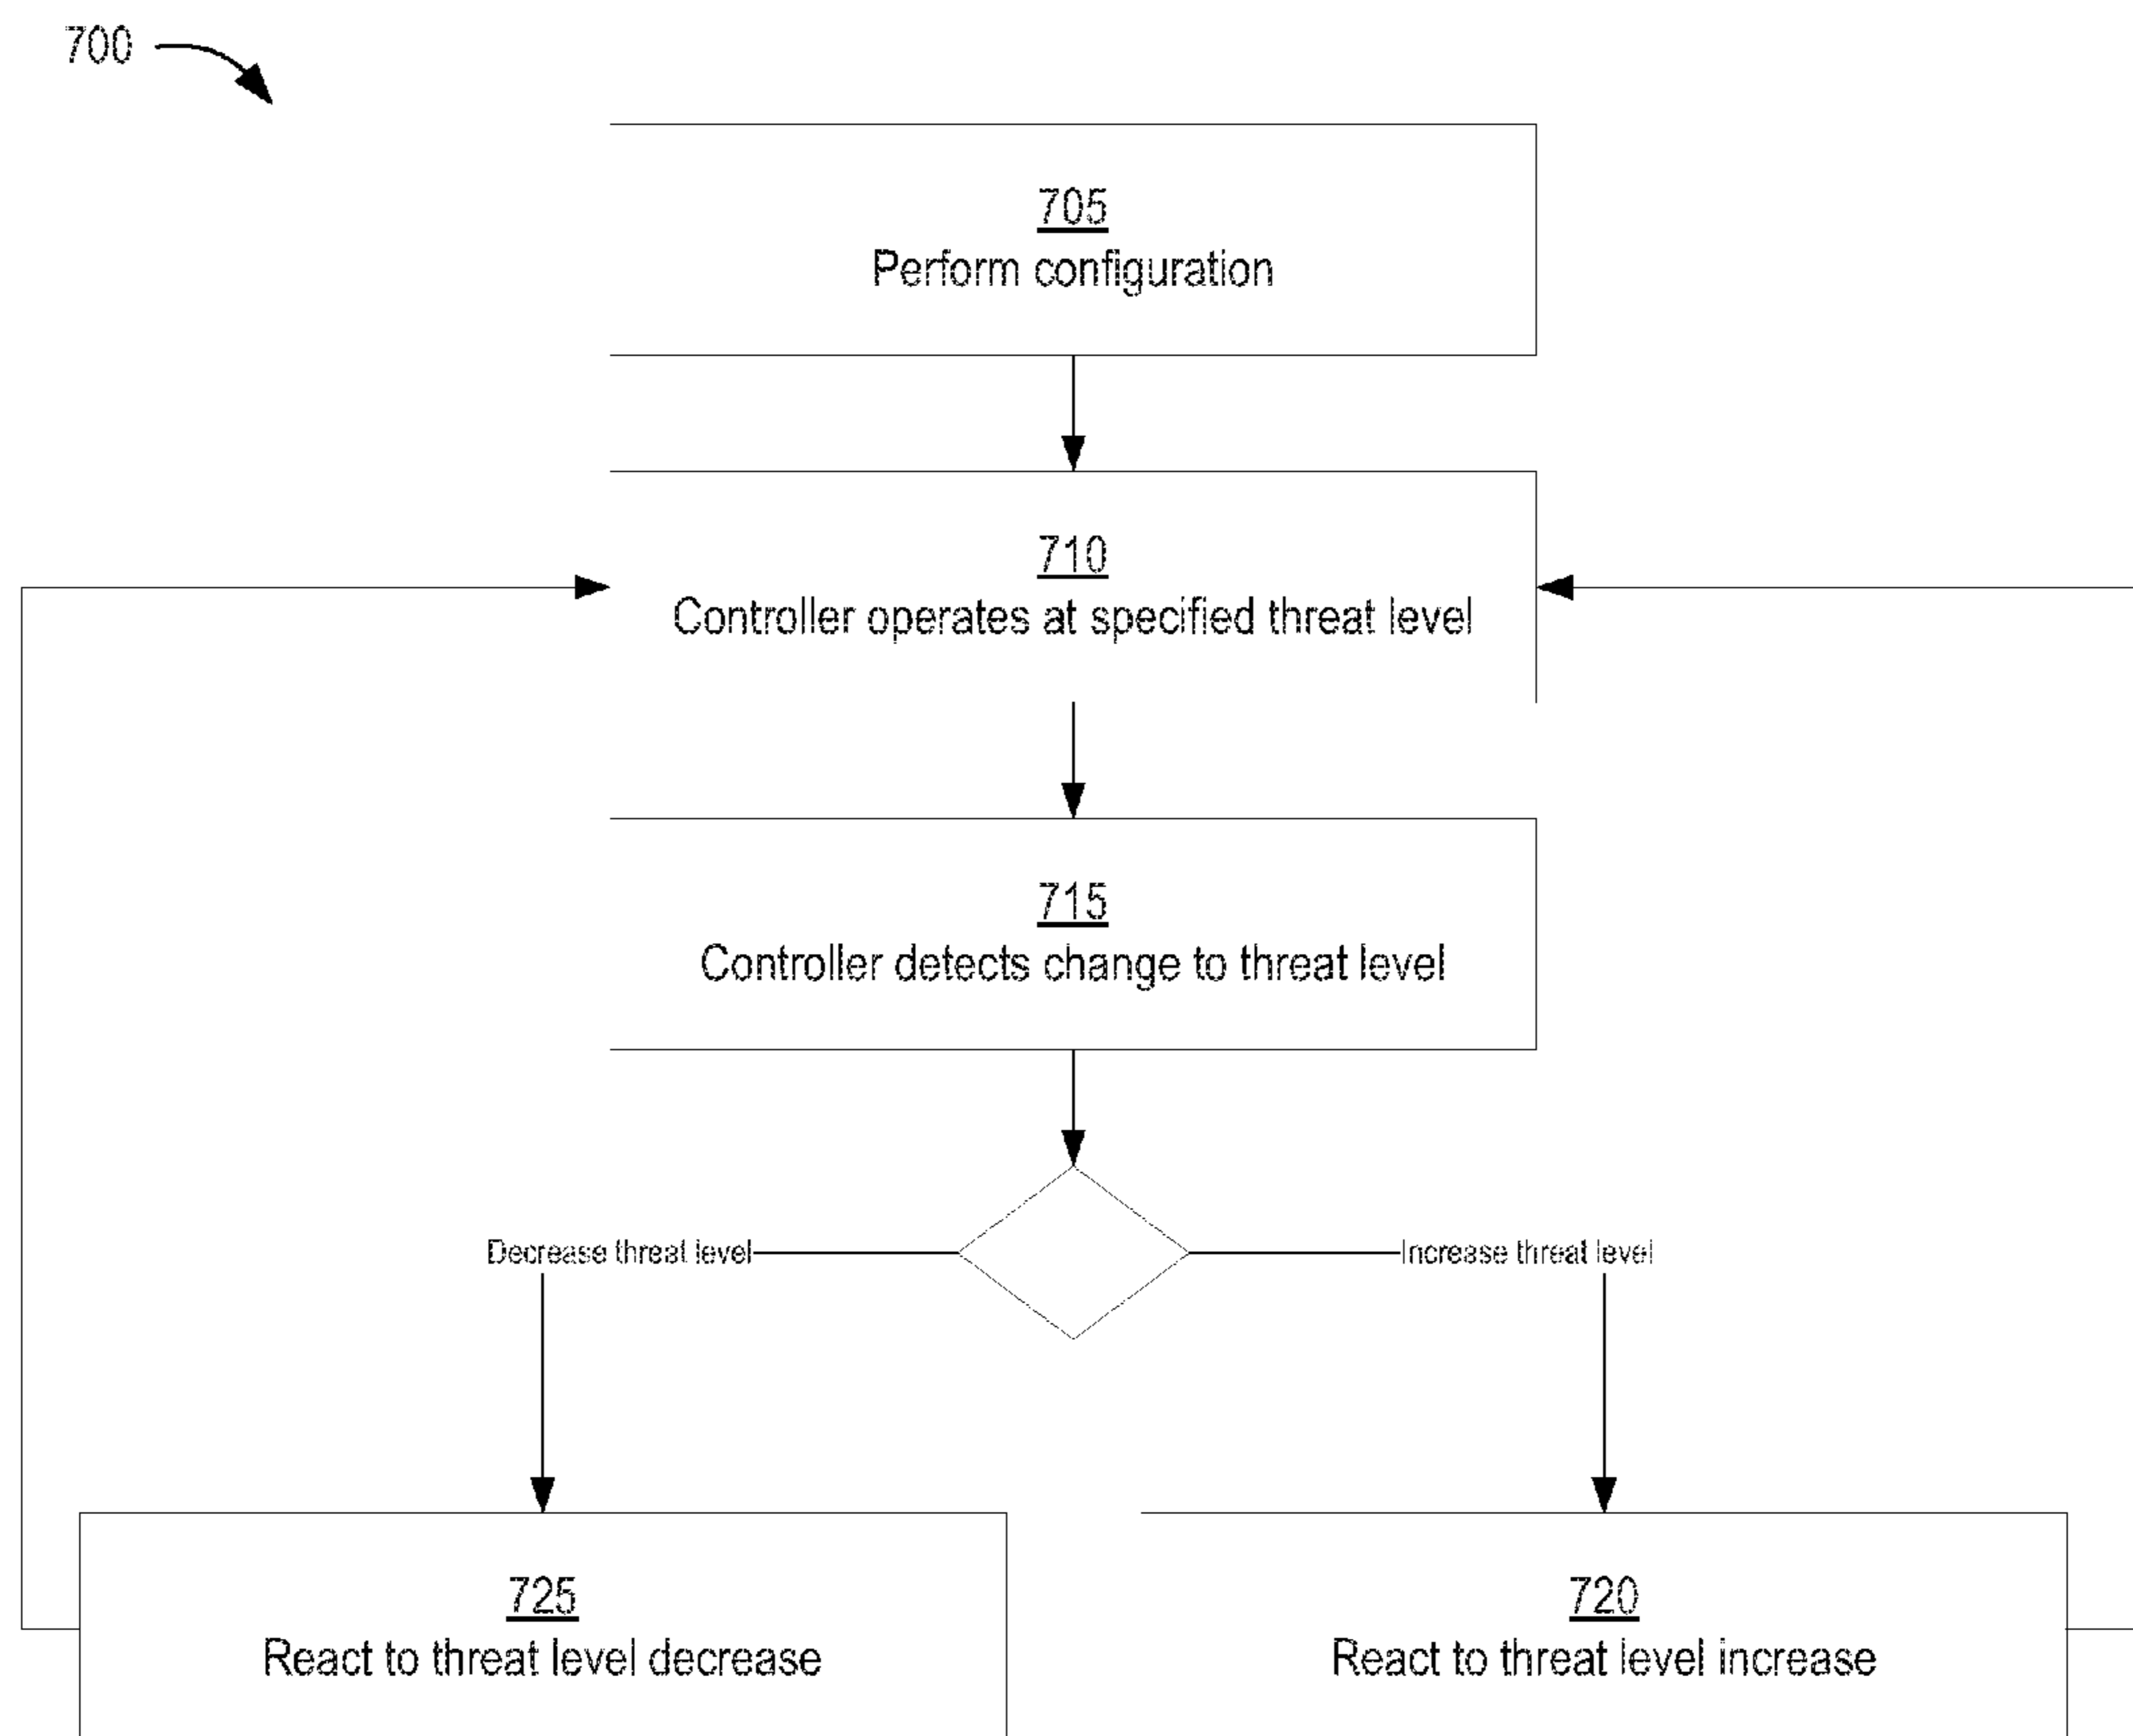 700
705
Perform configuration
710
Controller operates at specified threat level
715
Controller detects change to threat level
Decrease threat level
Increase threat level
725
React to threat level decrease
720
React to threat level increase